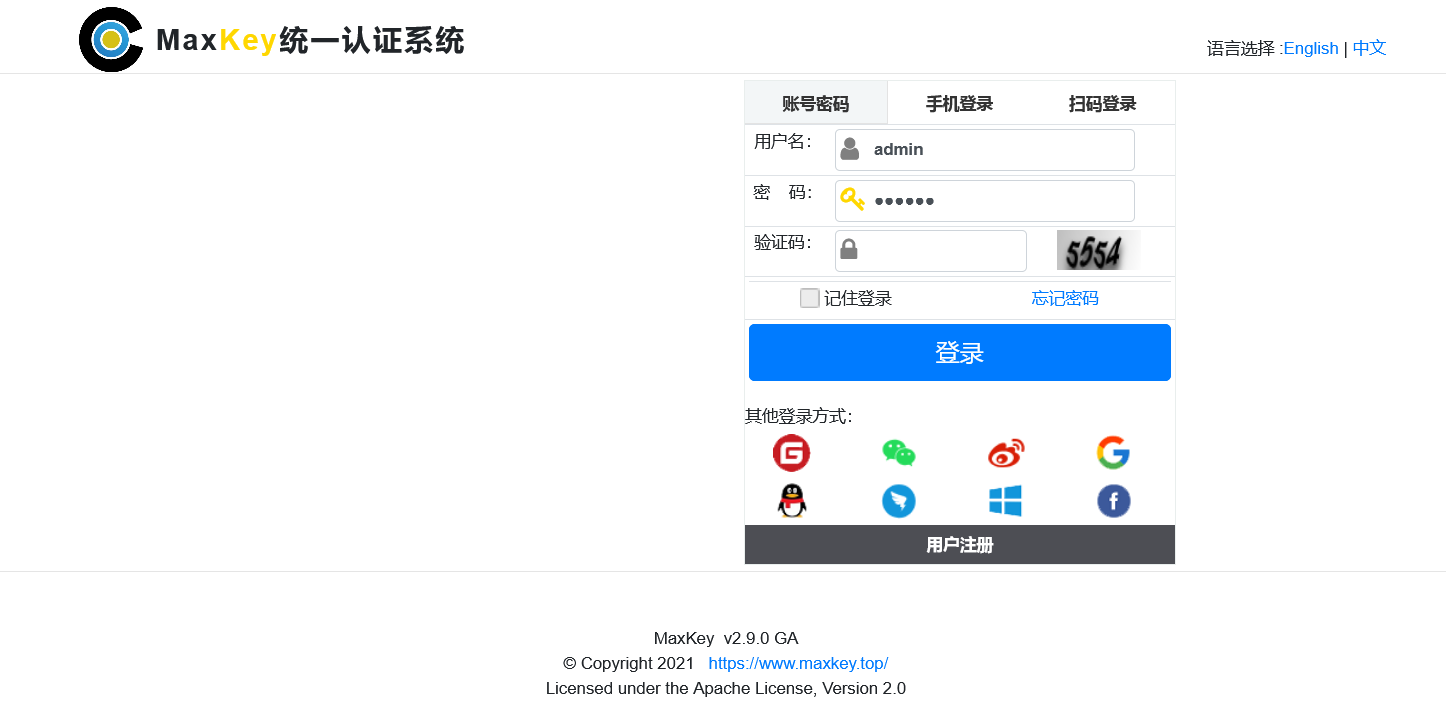 MaxKey统一认证系统
语言选择 :English | 中文
账号密码 手机登录 扫码登录
用户名： admin
密 码： ••••••
验证码： 5554
记住登录 忘记密码
登录
其他登录方式：
用户注册
MaxKey v2.9.0 GA
© Copyright 2021 https://www.maxkey.top/
Licensed under the Apache License, Version 2.0